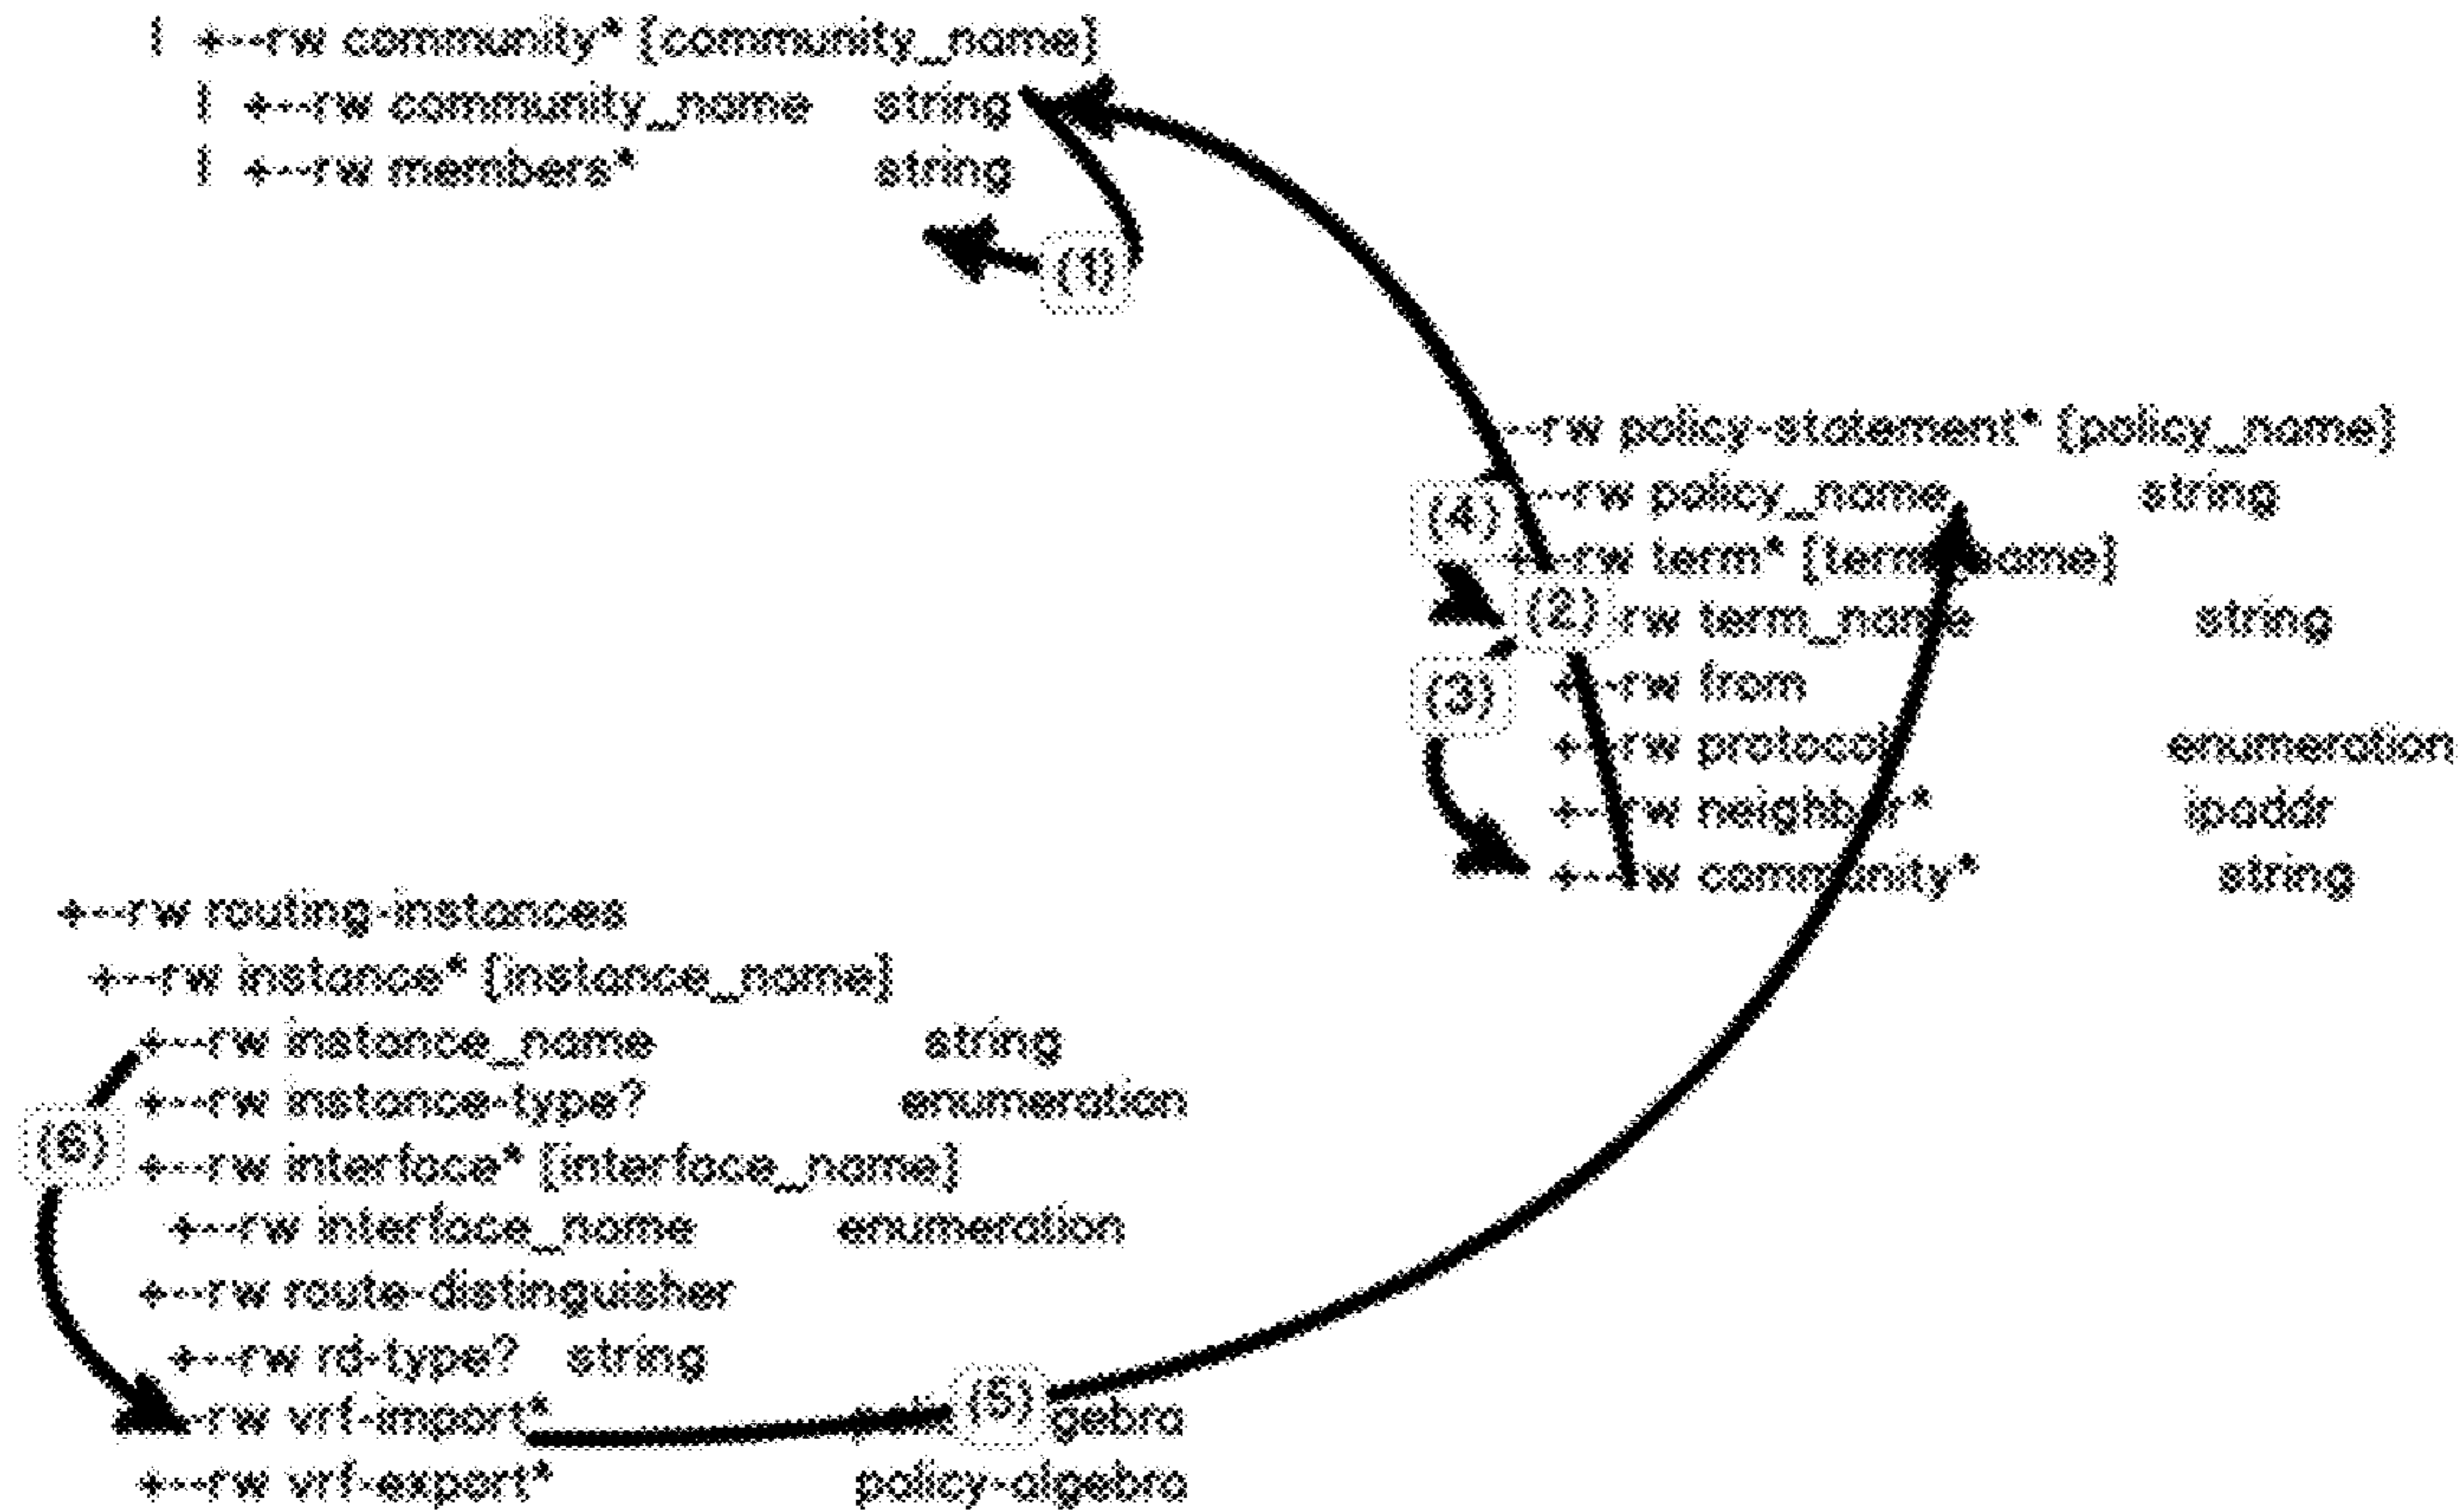 | +--rw community* [community_name]
| +--rw community_name string
| +--rw members* string
(1)
--rw policy-statement* [policy_name]
(4) --rw policy_name string
+--rw term* [term_name]
(2) rw term_name string
(3) +--rw from
+--rw protocol enumeration
+--rw neighbor* ipaddr
+--rw community* string
+--rw routing-instances
+--rw instance* [instance_name]
+--rw instance_name string
+--rw instance-type? enumeration
(6) +--rw interface* [interface_name]
+--rw interface_name enumeration
+--rw route-distinguisher
+--rw rd-type? string
-rw vrf-import* (5) gebra
+--rw vrf-export* policy-algebra